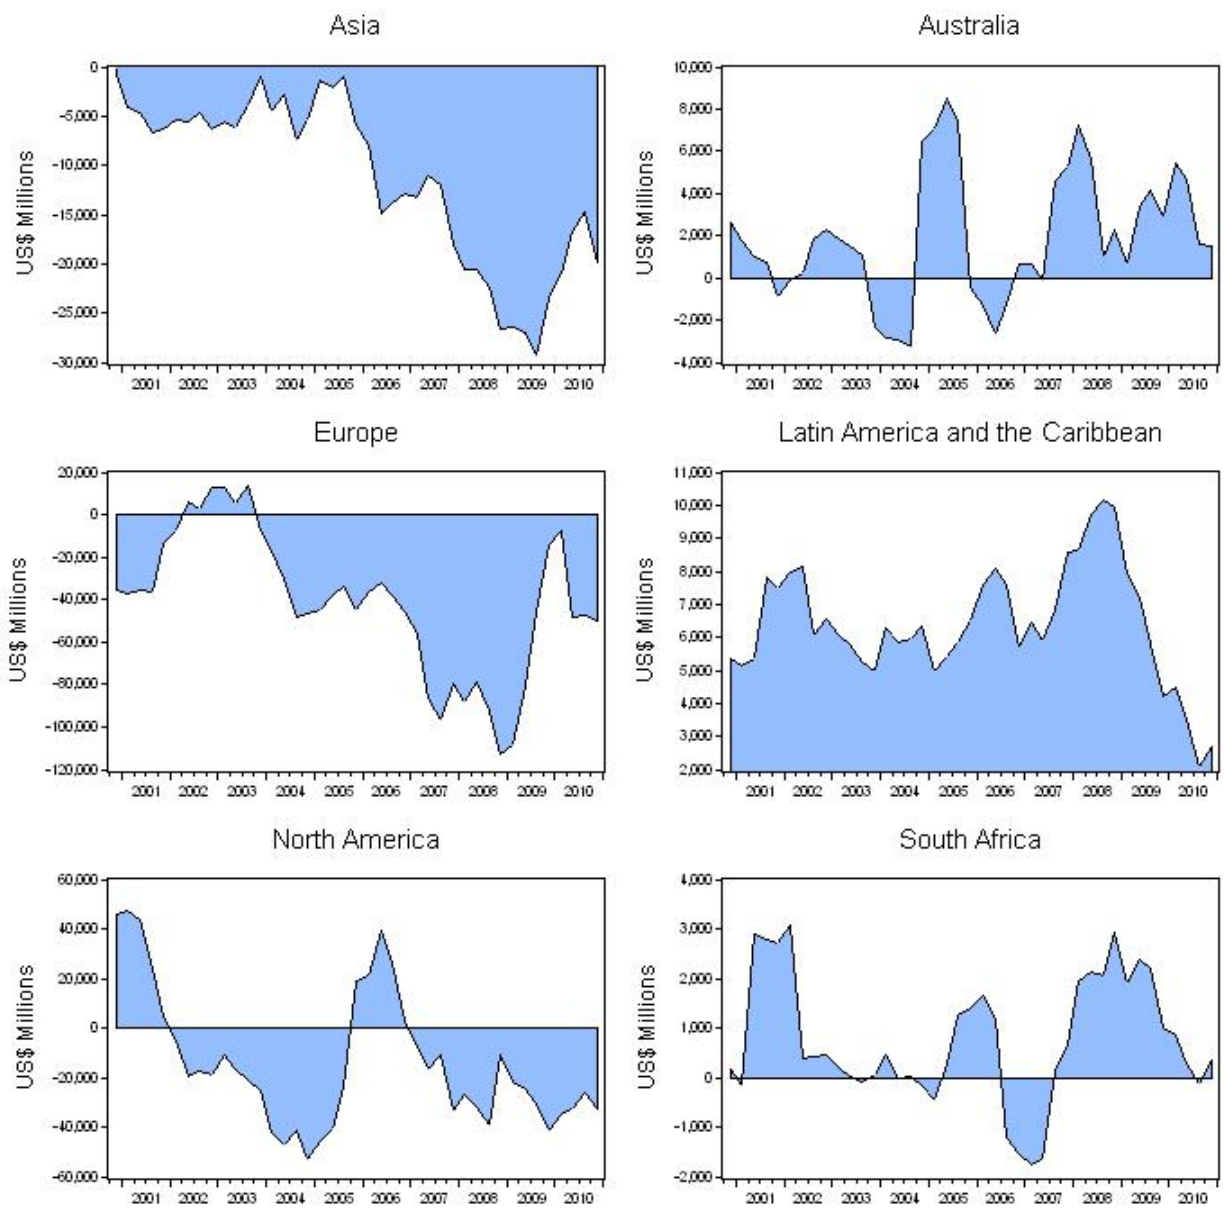 Asia
US$ Millions
0
-5,000
-10,000
-15,000
-20,000
-25,000
-30,000
2001 2002 2003 2004 2005 2006 2007 2008 2009 2010
Australia
US$ Millions
10,000
8,000
6,000
4,000
2,000
0
-2,000
-4,000
2001 2002 2003 2004 2005 2006 2007 2008 2009 2010
Europe
US$ Millions
20,000
0
-20,000
-40,000
-60,000
-80,000
-100,000
-120,000
2001 2002 2003 2004 2005 2006 2007 2008 2009 2010
Latin America and the Caribbean
US$ Millions
11,000
10,000
9,000
8,000
7,000
6,000
5,000
4,000
3,000
2,000
2001 2002 2003 2004 2005 2006 2007 2008 2009 2010
North America
US$ Millions
60,000
40,000
20,000
0
-20,000
-40,000
-60,000
2001 2002 2003 2004 2005 2006 2007 2008 2009 2010
South Africa
US$ Millions
4,000
3,000
2,000
1,000
0
-1,000
-2,000
2001 2002 2003 2004 2005 2006 2007 2008 2009 2010